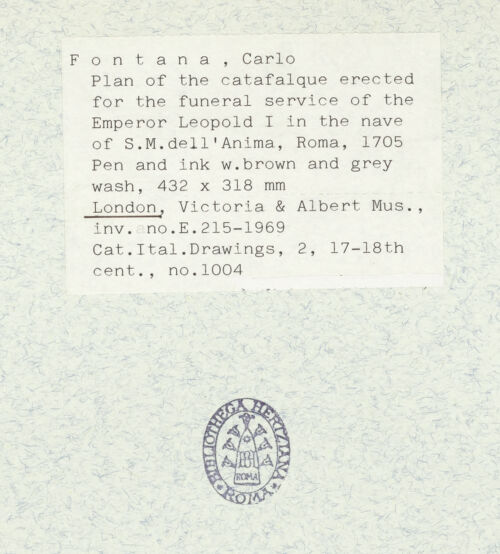 F o n t a n a , Carlo
Plan of the catafalque erected
for the funeral service of the
Emperor Leopold I in the nave
of S.M.dell'Anima, Roma, 1705
Pen and ink w.brown and grey
wash, 432 x 318 mm
London, Victoria & Albert Mus.,
inv. no.E.215-1969
Cat.Ital.Drawings, 2, 17-18th
cent., no.1004
BIBLIOTHECA HERTZIANA
ROMA
ROMA